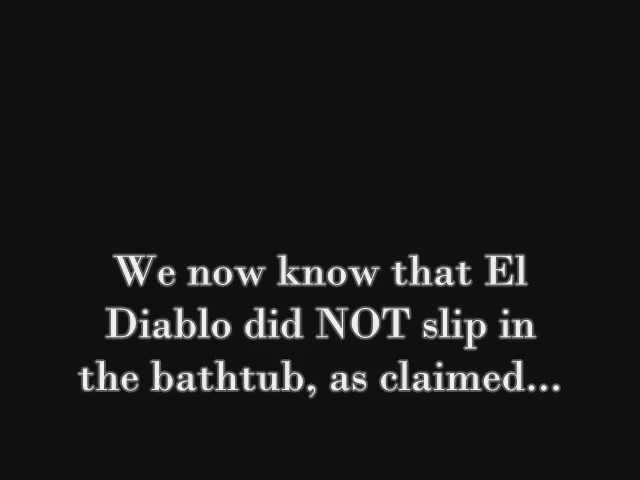 We now know that El
Diablo did NOT slip in
the bathtub, as claimed...